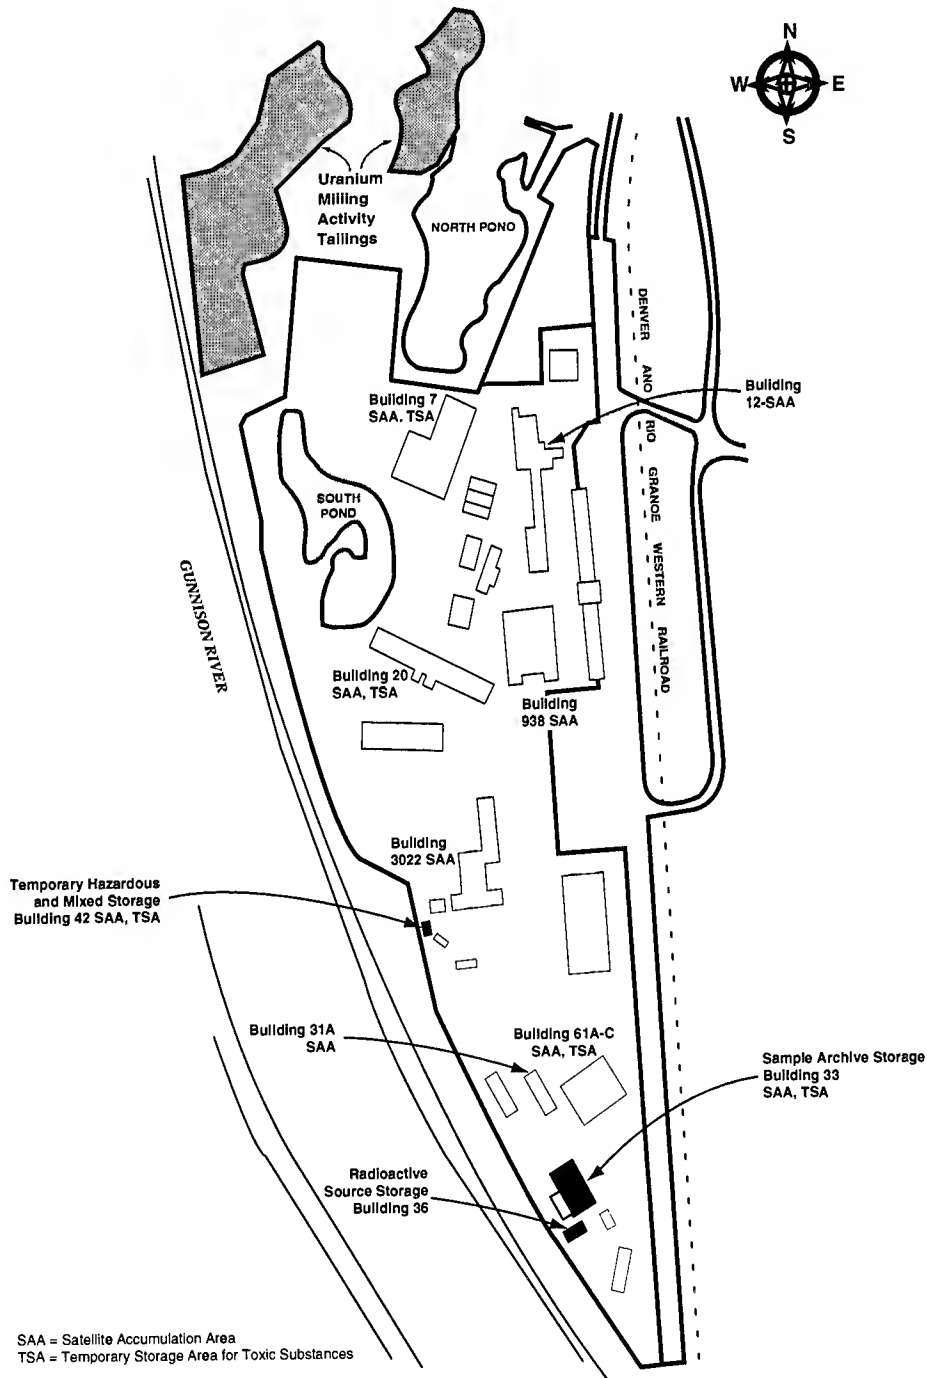 N
W
E
S
Uranium
Milling
Activity
Tailings
NORTH PONO
DENVER ANO RIO GRANOE WESTERN RAILROAD
Building
12-SAA
Building 7
SAA. TSA
SOUTH
POND
GUNNISON RIVER
Building 20
SAA, TSA
Building
938 SAA
Building
3022 SAA
Temporary Hazardous
and Mixed Storage
Building 42 SAA, TSA
Building 31A
SAA
Building 61A-C
SAA, TSA
Sample Archive Storage
Building 33
SAA, TSA
Radioactive
Source Storage
Building 36
SAA = Satellite Accumulation Area
TSA = Temporary Storage Area for Toxic Substances